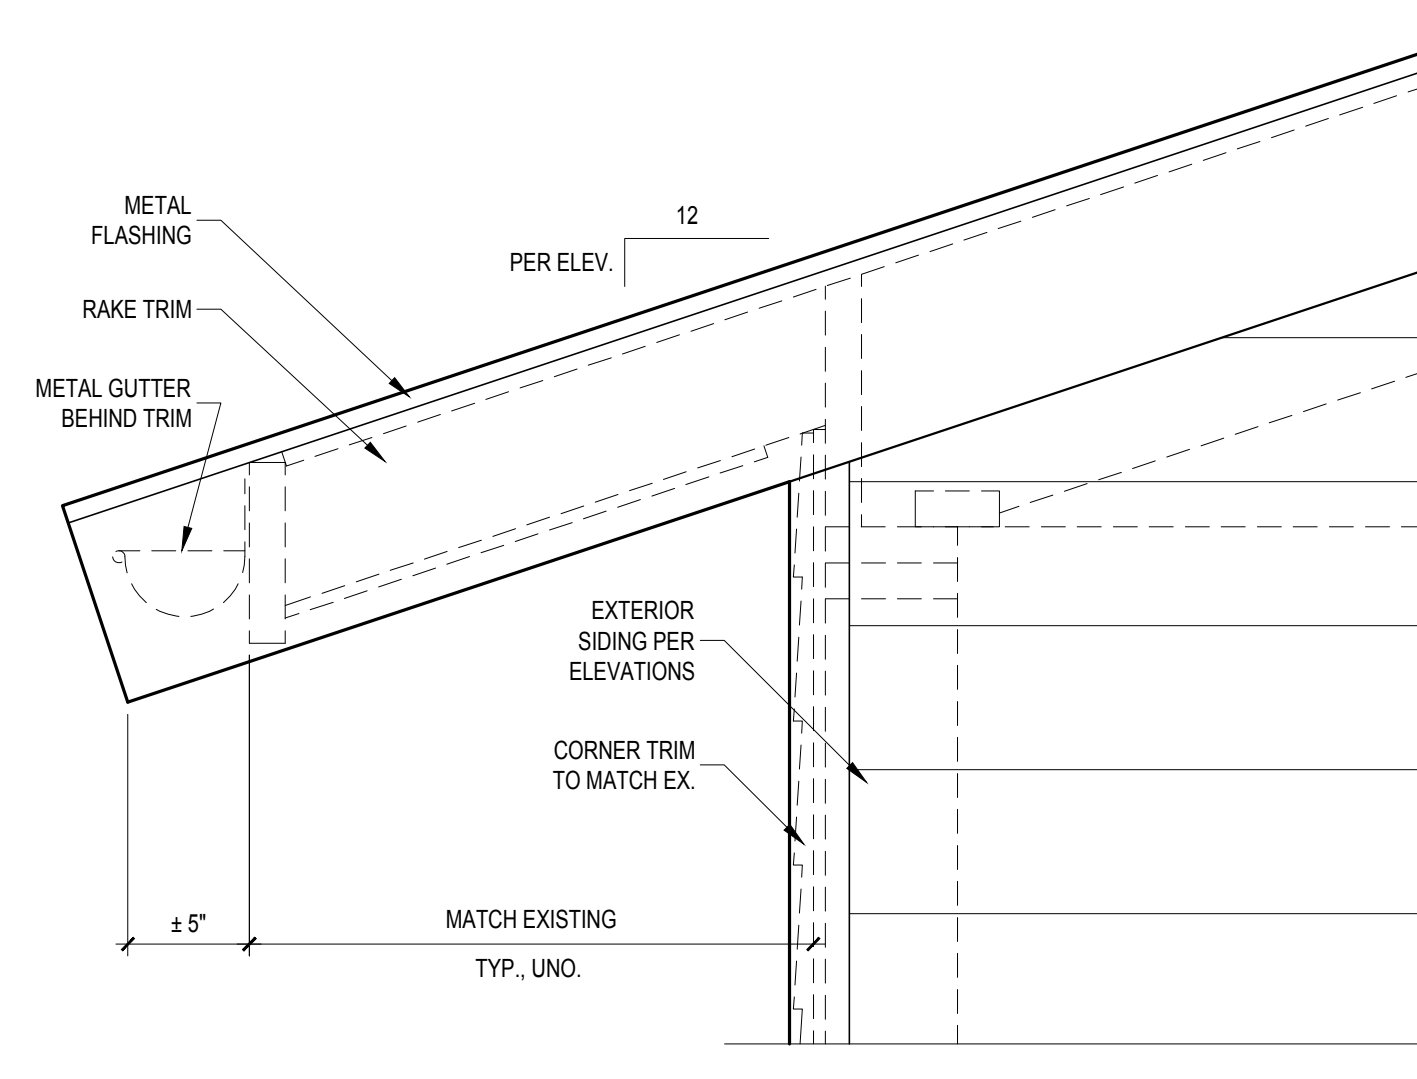 12
PER ELEV.
METAL
FLASHING
RAKE TRIM
METAL GUTTER
BEHIND TRIM
EXTERIOR
SIDING PER
ELEVATIONS
CORNER TRIM
TO MATCH EX.
± 5"
MATCH EXISTING
TYP., UNO.